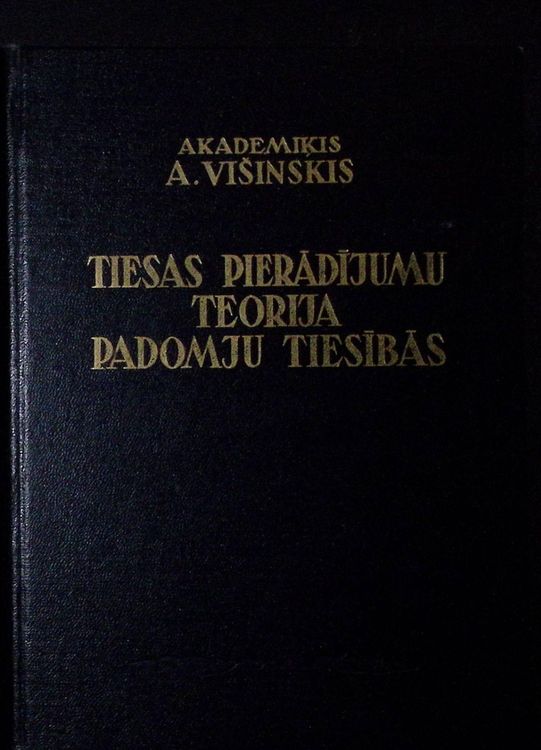 AKADEMIĶIS
A. VIŠINSKIS
TIESAS PIERĀDĪJUMU
TEORIJA
PADOMJU TIESĪBĀS